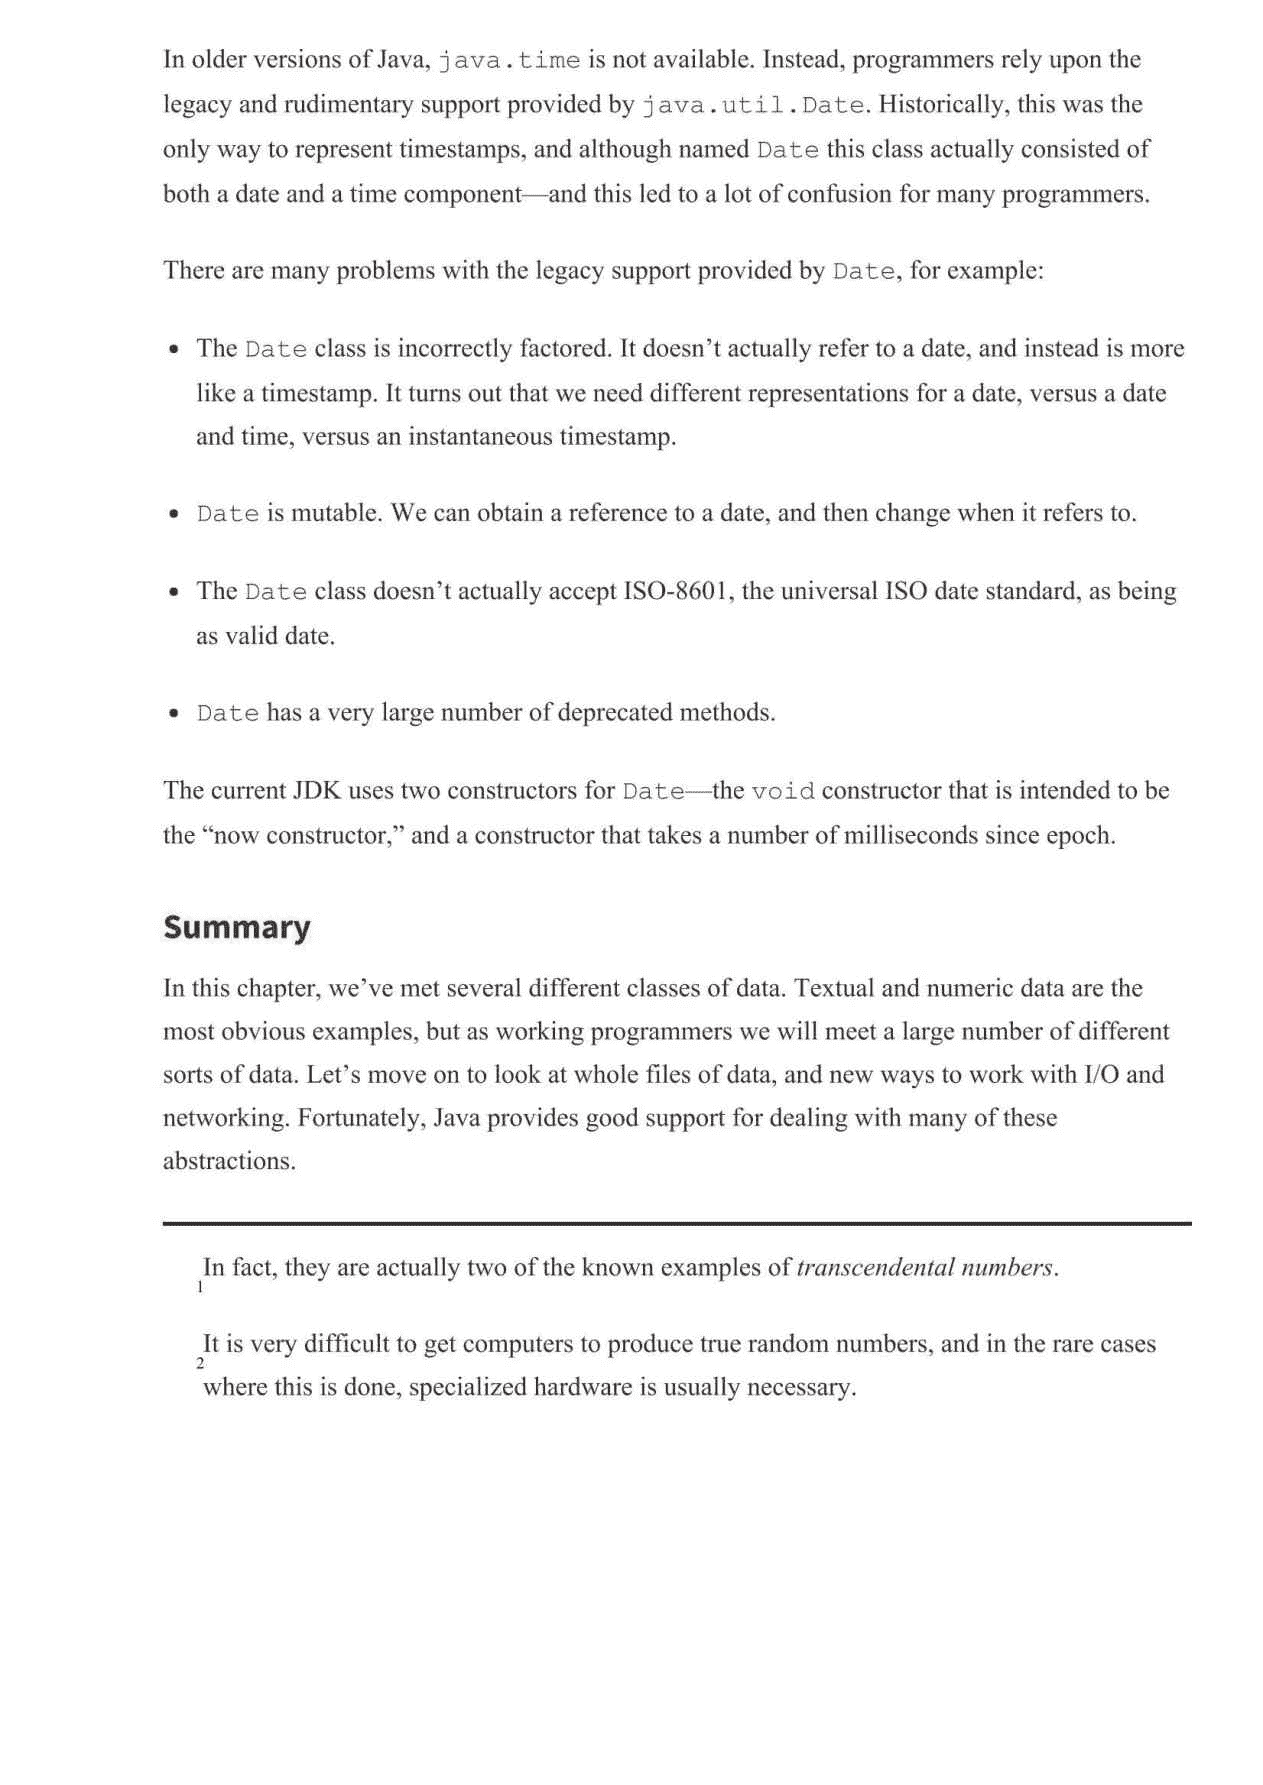 In older versions of Java, java.time is not available. Instead, programmers rely upon the
legacy and rudimentary support provided by java.util.Date. Historically, this was the
only way to represent timestamps, and although named Date this class actually consisted of
both a date and a time component—and this led to a lot of confusion for many programmers.
There are many problems with the legacy support provided by Date, for example:
• The Date class is incorrectly factored. It doesn’t actually refer to a date, and instead is more
like a timestamp. It turns out that we need different representations for a date, versus a date
and time, versus an instantaneous timestamp.
• Date is mutable. We can obtain a reference to a date, and then change when it refers to.
• The Date class doesn’t actually accept ISO-8601, the universal ISO date standard, as being
as valid date.
• Date has a very large number of deprecated methods.
The current JDK uses two constructors for Date—the void constructor that is intended to be
the “now constructor,” and a constructor that takes a number of milliseconds since epoch.
Summary
In this chapter, we’ve met several different classes of data. Textual and numeric data are the
most obvious examples, but as working programmers we will meet a large number of different
sorts of data. Let’s move on to look at whole files of data, and new ways to work with I/O and
networking. Fortunately, Java provides good support for dealing with many of these
abstractions.
1 In fact, they are actually two of the known examples of transcendental numbers.
2 It is very difficult to get computers to produce true random numbers, and in the rare cases
where this is done, specialized hardware is usually necessary.